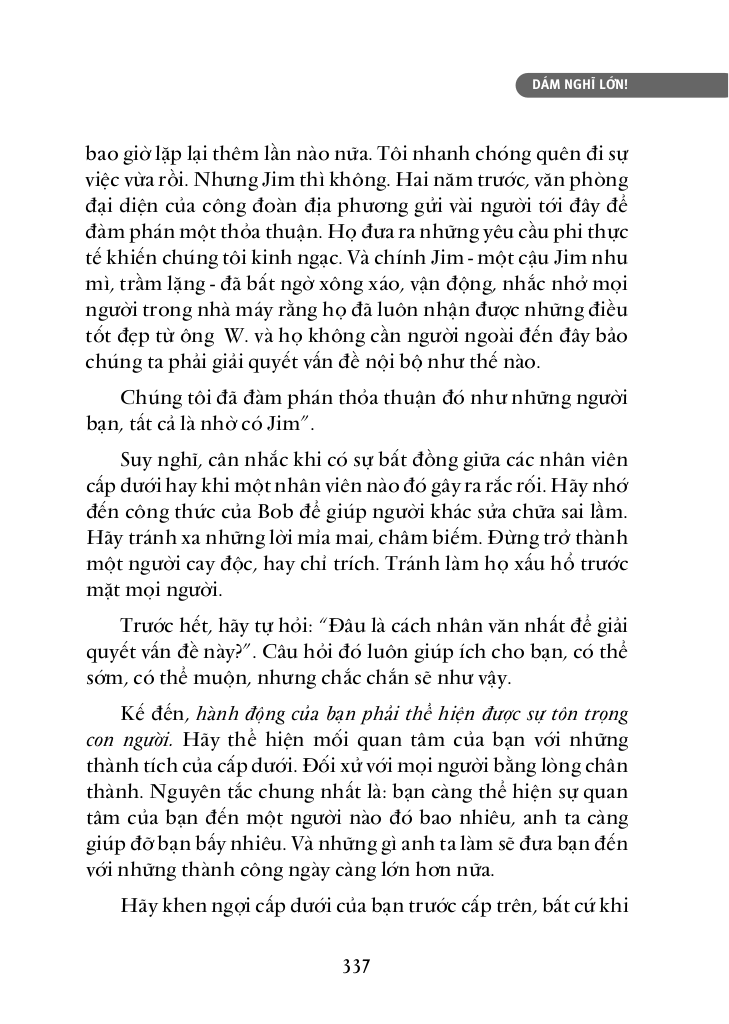 DÁM NGHĨ LỚN!
bao giờ lặp lại thêm lần nào nữa. Tôi nhanh chóng quên đi sự
việc vừa rồi. Nhưng Jim thì không. Hai năm trước, văn phòng
đại diện của công đoàn địa phương gửi vài người tới đây để
đàm phán một thỏa thuận. Họ đưa ra những yêu cầu phi thực
tế khiến chúng tôi kinh ngạc. Và chính Jim - một cậu Jim nhu
mì, trầm lặng - đã bất ngờ xông xáo, vận động, nhắc nhở mọi
người trong nhà máy rằng họ đã luôn nhận được những điều
tốt đẹp từ ông W. và họ không cần người ngoài đến đây bảo
chúng ta phải giải quyết vấn đề nội bộ như thế nào.
Chúng tôi đã đàm phán thỏa thuận đó như những người
bạn, tất cả là nhờ có Jim”.
Suy nghĩ, cân nhắc khi có sự bất đồng giữa các nhân viên
cấp dưới hay khi một nhân viên nào đó gây ra rắc rối. Hãy nhớ
đến công thức của Bob để giúp người khác sửa chữa sai lầm.
Hãy tránh xa những lời mỉa mai, châm biếm. Đừng trở thành
một người cay độc, hay chỉ trích. Tránh làm họ xấu hổ trước
mặt mọi người.
Trước hết, hãy tự hỏi: “Đâu là cách nhân văn nhất để giải
quyết vấn đề này?”. Câu hỏi đó luôn giúp ích cho bạn, có thể
sớm, có thể muộn, nhưng chắc chắn sẽ như vậy.
Kế đến, hành động của bạn phải thể hiện được sự tôn trọng
con người. Hãy thể hiện mối quan tâm của bạn với những
thành tích của cấp dưới. Đối xử với mọi người bằng lòng chân
thành. Nguyên tắc chung nhất là: bạn càng thể hiện sự quan
tâm của bạn đến một người nào đó bao nhiêu, anh ta càng
giúp đỡ bạn bấy nhiêu. Và những gì anh ta làm sẽ đưa bạn đến
với những thành công ngày càng lớn hơn nữa.
Hãy khen ngợi cấp dưới của bạn trước cấp trên, bất cứ khi
337